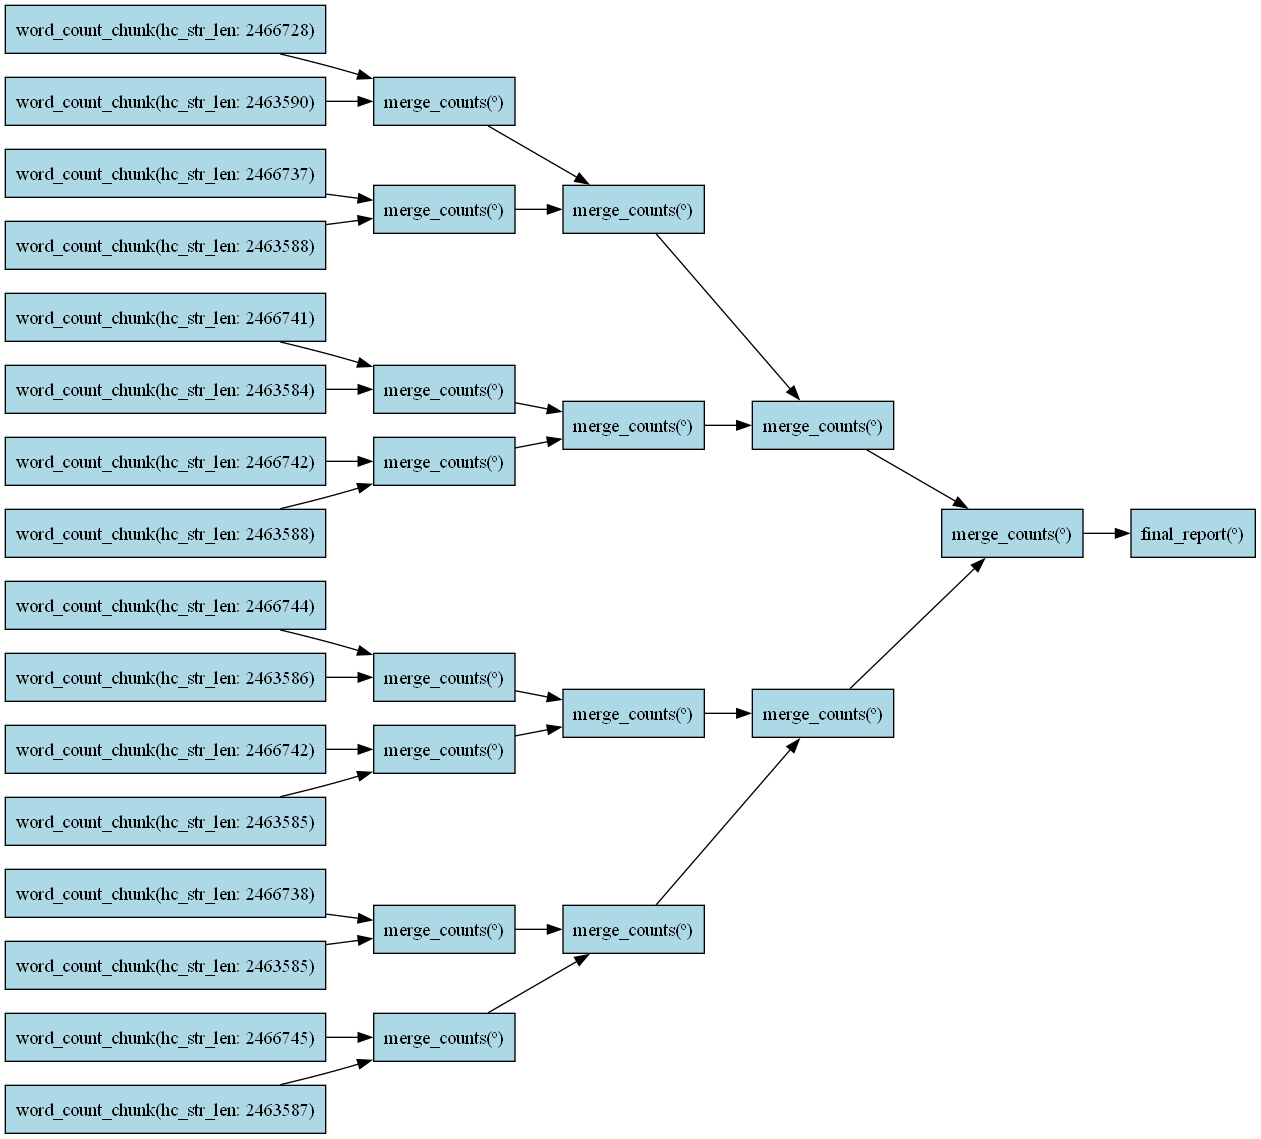 word_count_chunk(hc_str_len: 2466728)
word_count_chunk(hc_str_len: 2463590)
merge_counts(°)
word_count_chunk(hc_str_len: 2466737)
merge_counts(°)
merge_counts(°)
word_count_chunk(hc_str_len: 2463588)
word_count_chunk(hc_str_len: 2466741)
word_count_chunk(hc_str_len: 2463584)
merge_counts(°)
merge_counts(°)
merge_counts(°)
word_count_chunk(hc_str_len: 2466742)
merge_counts(°)
word_count_chunk(hc_str_len: 2463588)
merge_counts(°)
final_report(°)
word_count_chunk(hc_str_len: 2466744)
word_count_chunk(hc_str_len: 2463586)
merge_counts(°)
merge_counts(°)
merge_counts(°)
word_count_chunk(hc_str_len: 2466742)
merge_counts(°)
word_count_chunk(hc_str_len: 2463585)
word_count_chunk(hc_str_len: 2466738)
merge_counts(°)
merge_counts(°)
word_count_chunk(hc_str_len: 2463585)
word_count_chunk(hc_str_len: 2466745)
merge_counts(°)
word_count_chunk(hc_str_len: 2463587)